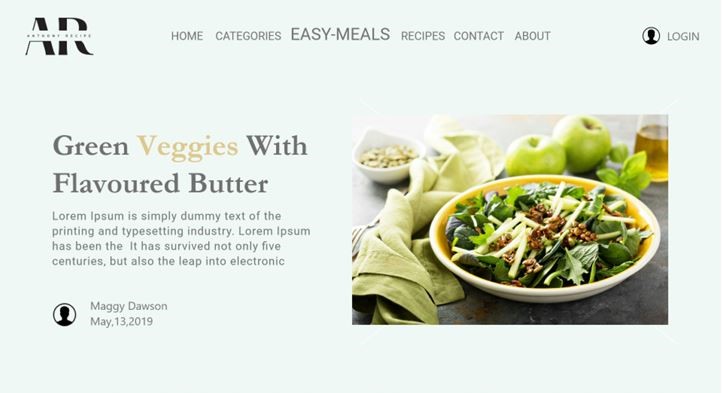 AR
ANTHONY RECIPE
HOME CATEGORIES EASY-MEALS RECIPES CONTACT ABOUT LOGIN
Green Veggies With
Flavoured Butter
Lorem Ipsum is simply dummy text of the
printing and typesetting industry. Lorem Ipsum
has been the It has survived not only five
centuries, but also the leap into electronic
Maggy Dawson
May,13,2019